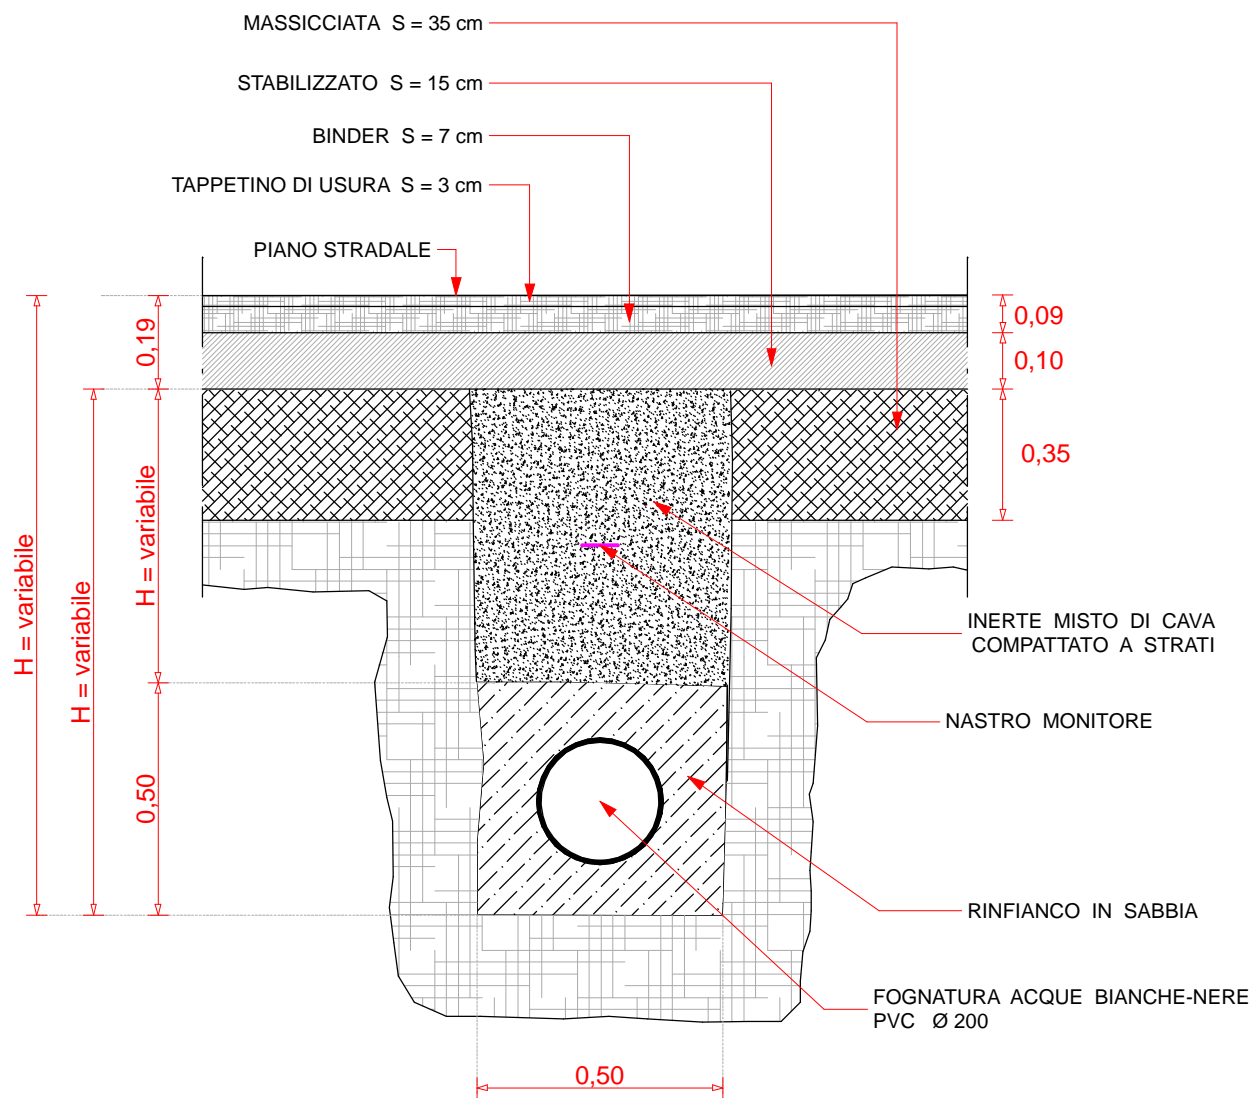 MASSICCIATA S = 35 cm
STABILIZZATO S = 15 cm
BINDER S = 7 cm
TAPPETINO DI USURA S = 3 cm
PIANO STRADALE
0,19
0,09
0,10
0,35
H = variabile
H = variabile
H = variabile
0,50
INERTE MISTO DI CAVA
COMPATTATO A STRATI
NASTRO MONITORE
RINFIANCO IN SABBIA
FOGNATURA ACQUE BIANCHE-NERE
PVC Ø 200
0,50